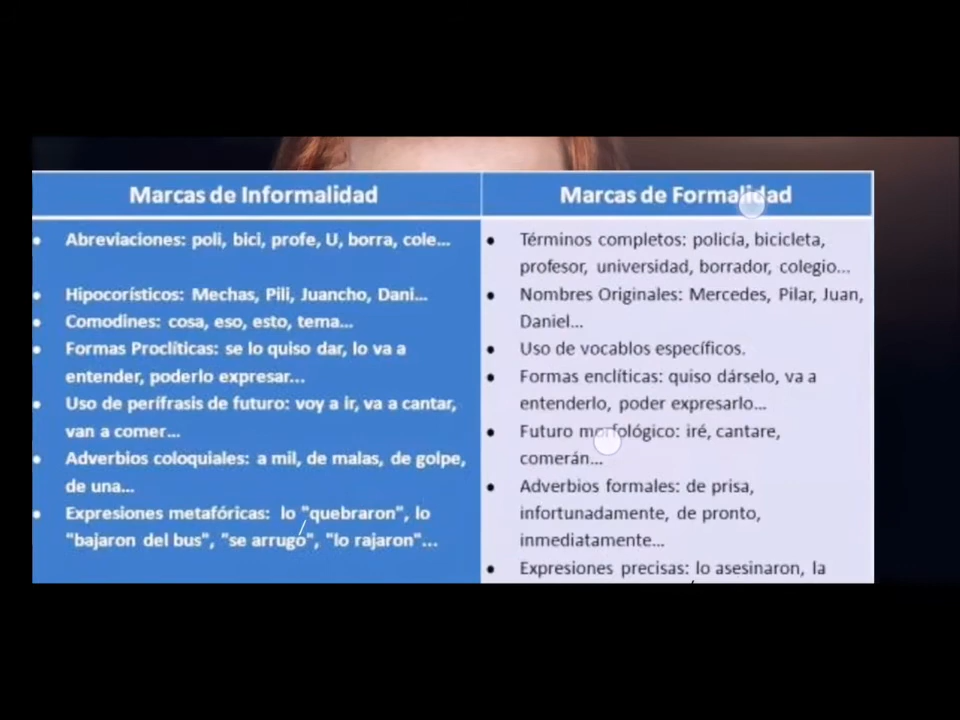 Marcas de Informalidad
Abreviaciones: poli, bici, profe, U, borra, cole...
Hipocorísticos: Mechas, Pili, Juancho, Dani...
Comodines: cosa, eso, esto, tema...
Formas Proclíticas: se lo quiso dar, lo va a
entender, poderlo expresar...
Uso de perífrasis de futuro: voy a ir, va a cantar,
van a comer...
Adverbios coloquiales: a mil, de malas, de golpe,
de una...
Expresiones metafóricas: lo "quebraron", lo
"bajaron del bus", "se arrugo", "lo rajaron"...
Marcas de Formalidad
Términos completos: policía, bicicleta,
profesor, universidad, borrador, colegio...
Nombres Originales: Mercedes, Pilar, Juan,
Daniel...
Uso de vocablos específicos.
Formas enclíticas: quiso dárselo, va a
entenderlo, poder expresarlo...
Futuro morfológico: iré, cantare,
comerán...
Adverbios formales: de prisa,
infortunadamente, de pronto,
inmediatamente...
Expresiones precisas: lo asesinaron, la